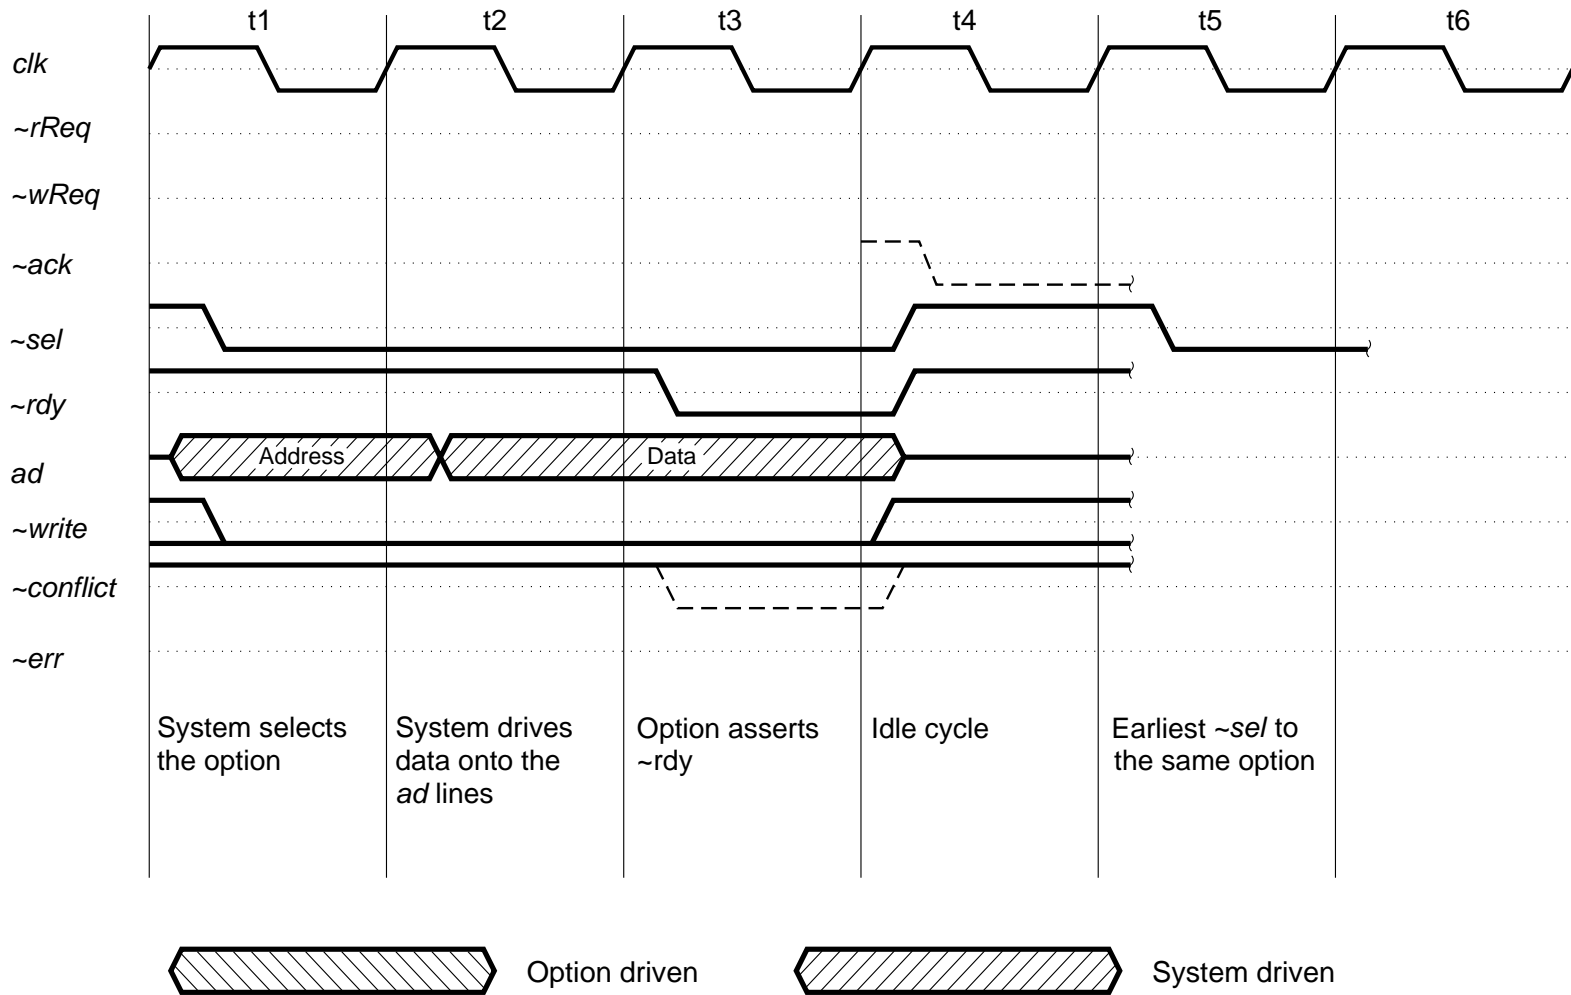 t1 t2 t3 t4 t5 t6
clk
~rReq
~wReq
~ack
~sel
~rdy
ad
Address Data
~write
~conflict
~err
System selects
the option
System drives
data onto the
ad lines
Option asserts
~rdy
Idle cycle
Earliest ~sel to
the same option
Option driven
System driven